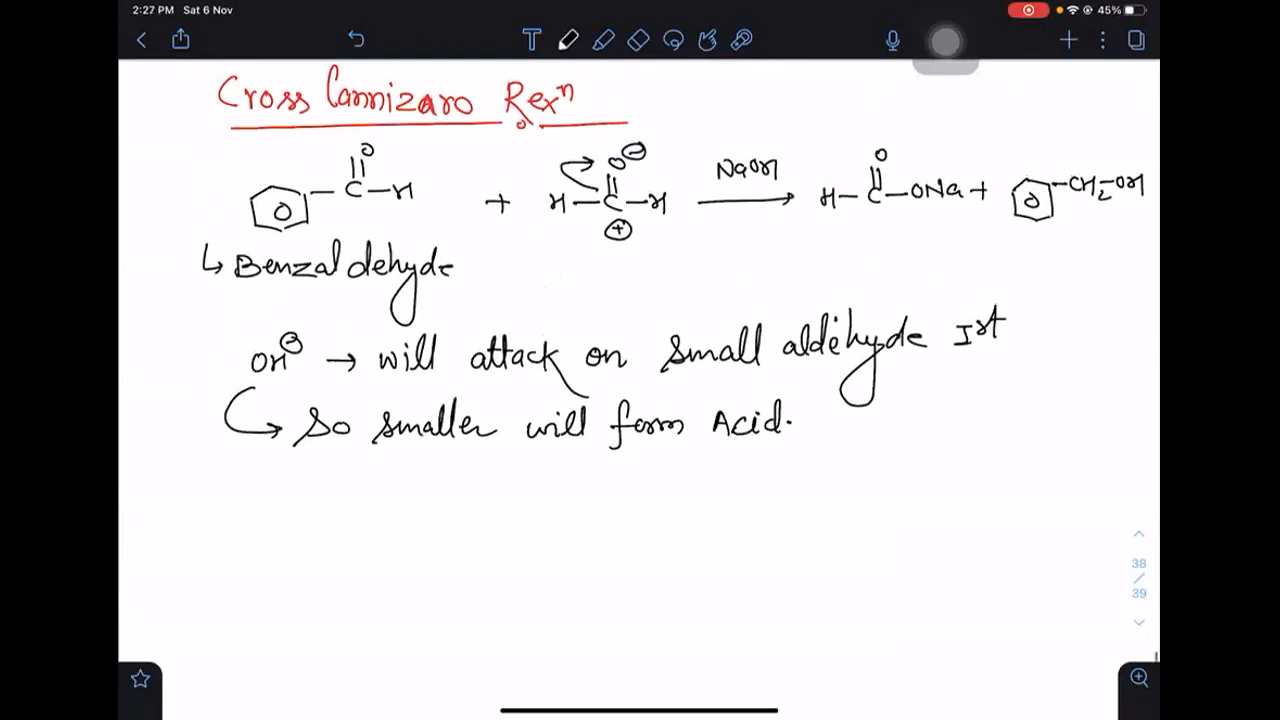 2:27 PM Sat 6 Nov
45%
T
Cross Cannizaro Rexⁿ
O O⊖ O
C–H + H–C–H NaOH → H–C–ONa + CH₂–OH
⊕
↳ Benzaldehyde
OH⊖ → will attack on small aldehyde Ist
↳ So smaller will form Acid.
38
/
39